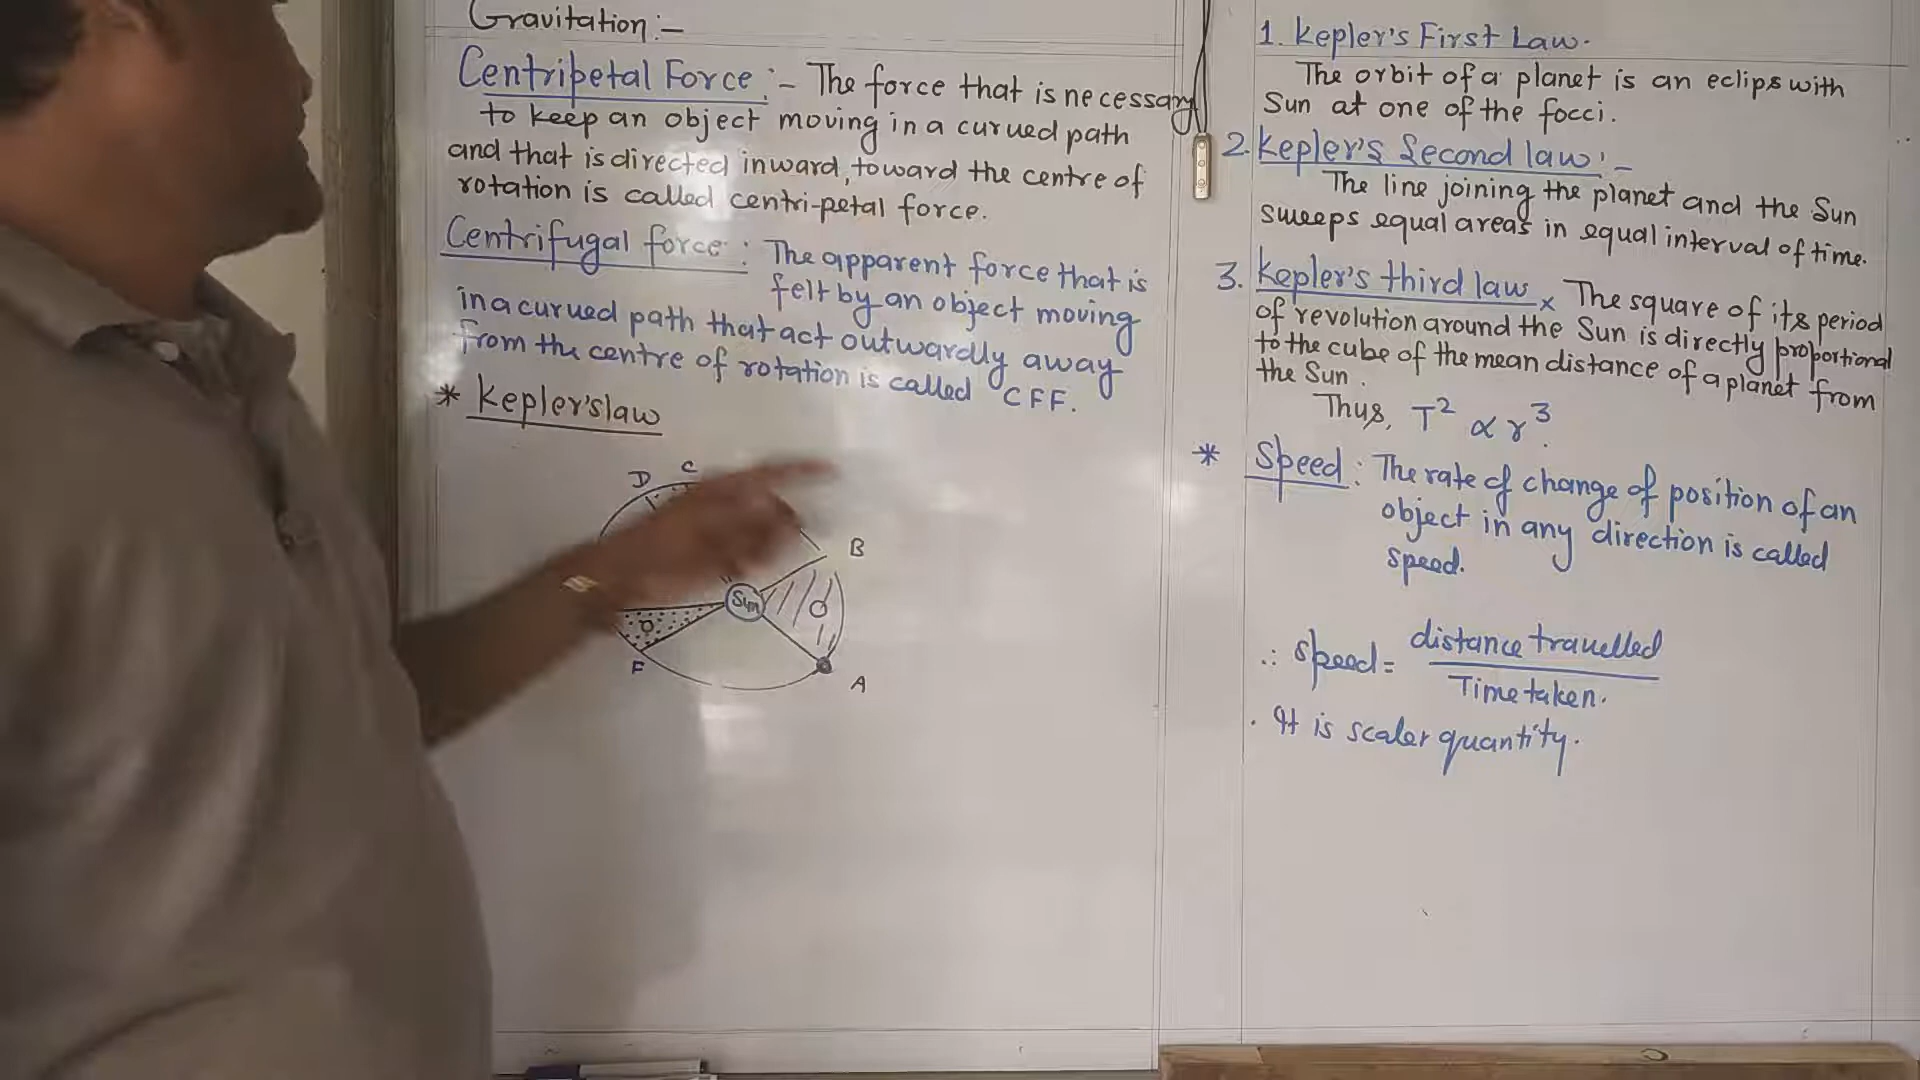 Gravitation :-
Centripetal Force :- The force that is necessary
to keep an object moving in a curued path
and that is directed inward, toward the centre of
rotation is called centri-petal force.
Centrifugal force : The apparent force that is
felt by an object moving
in a curued path that act outwardly away
from the centre of rotation is called CFF.
* Kepler's law
D C
B
Sun
F
A
1. Kepler's First Law.
The orbit of a planet is an eclips with
Sun at one of the focci.
2. Kepler's Second law :-
The line joining the planet and the Sun
sweeps equal areas in equal interval of time.
3. Kepler's third law x The square of its period
of revolution around the Sun is directly proportional
to the cube of the mean distance of a planet from
the Sun.
Thus, T² ∝ r³.
* Speed : The rate of change of position of an
object in any direction is called
speed.
∴ Speed = distance travelled
Time taken.
. It is scaler quantity.